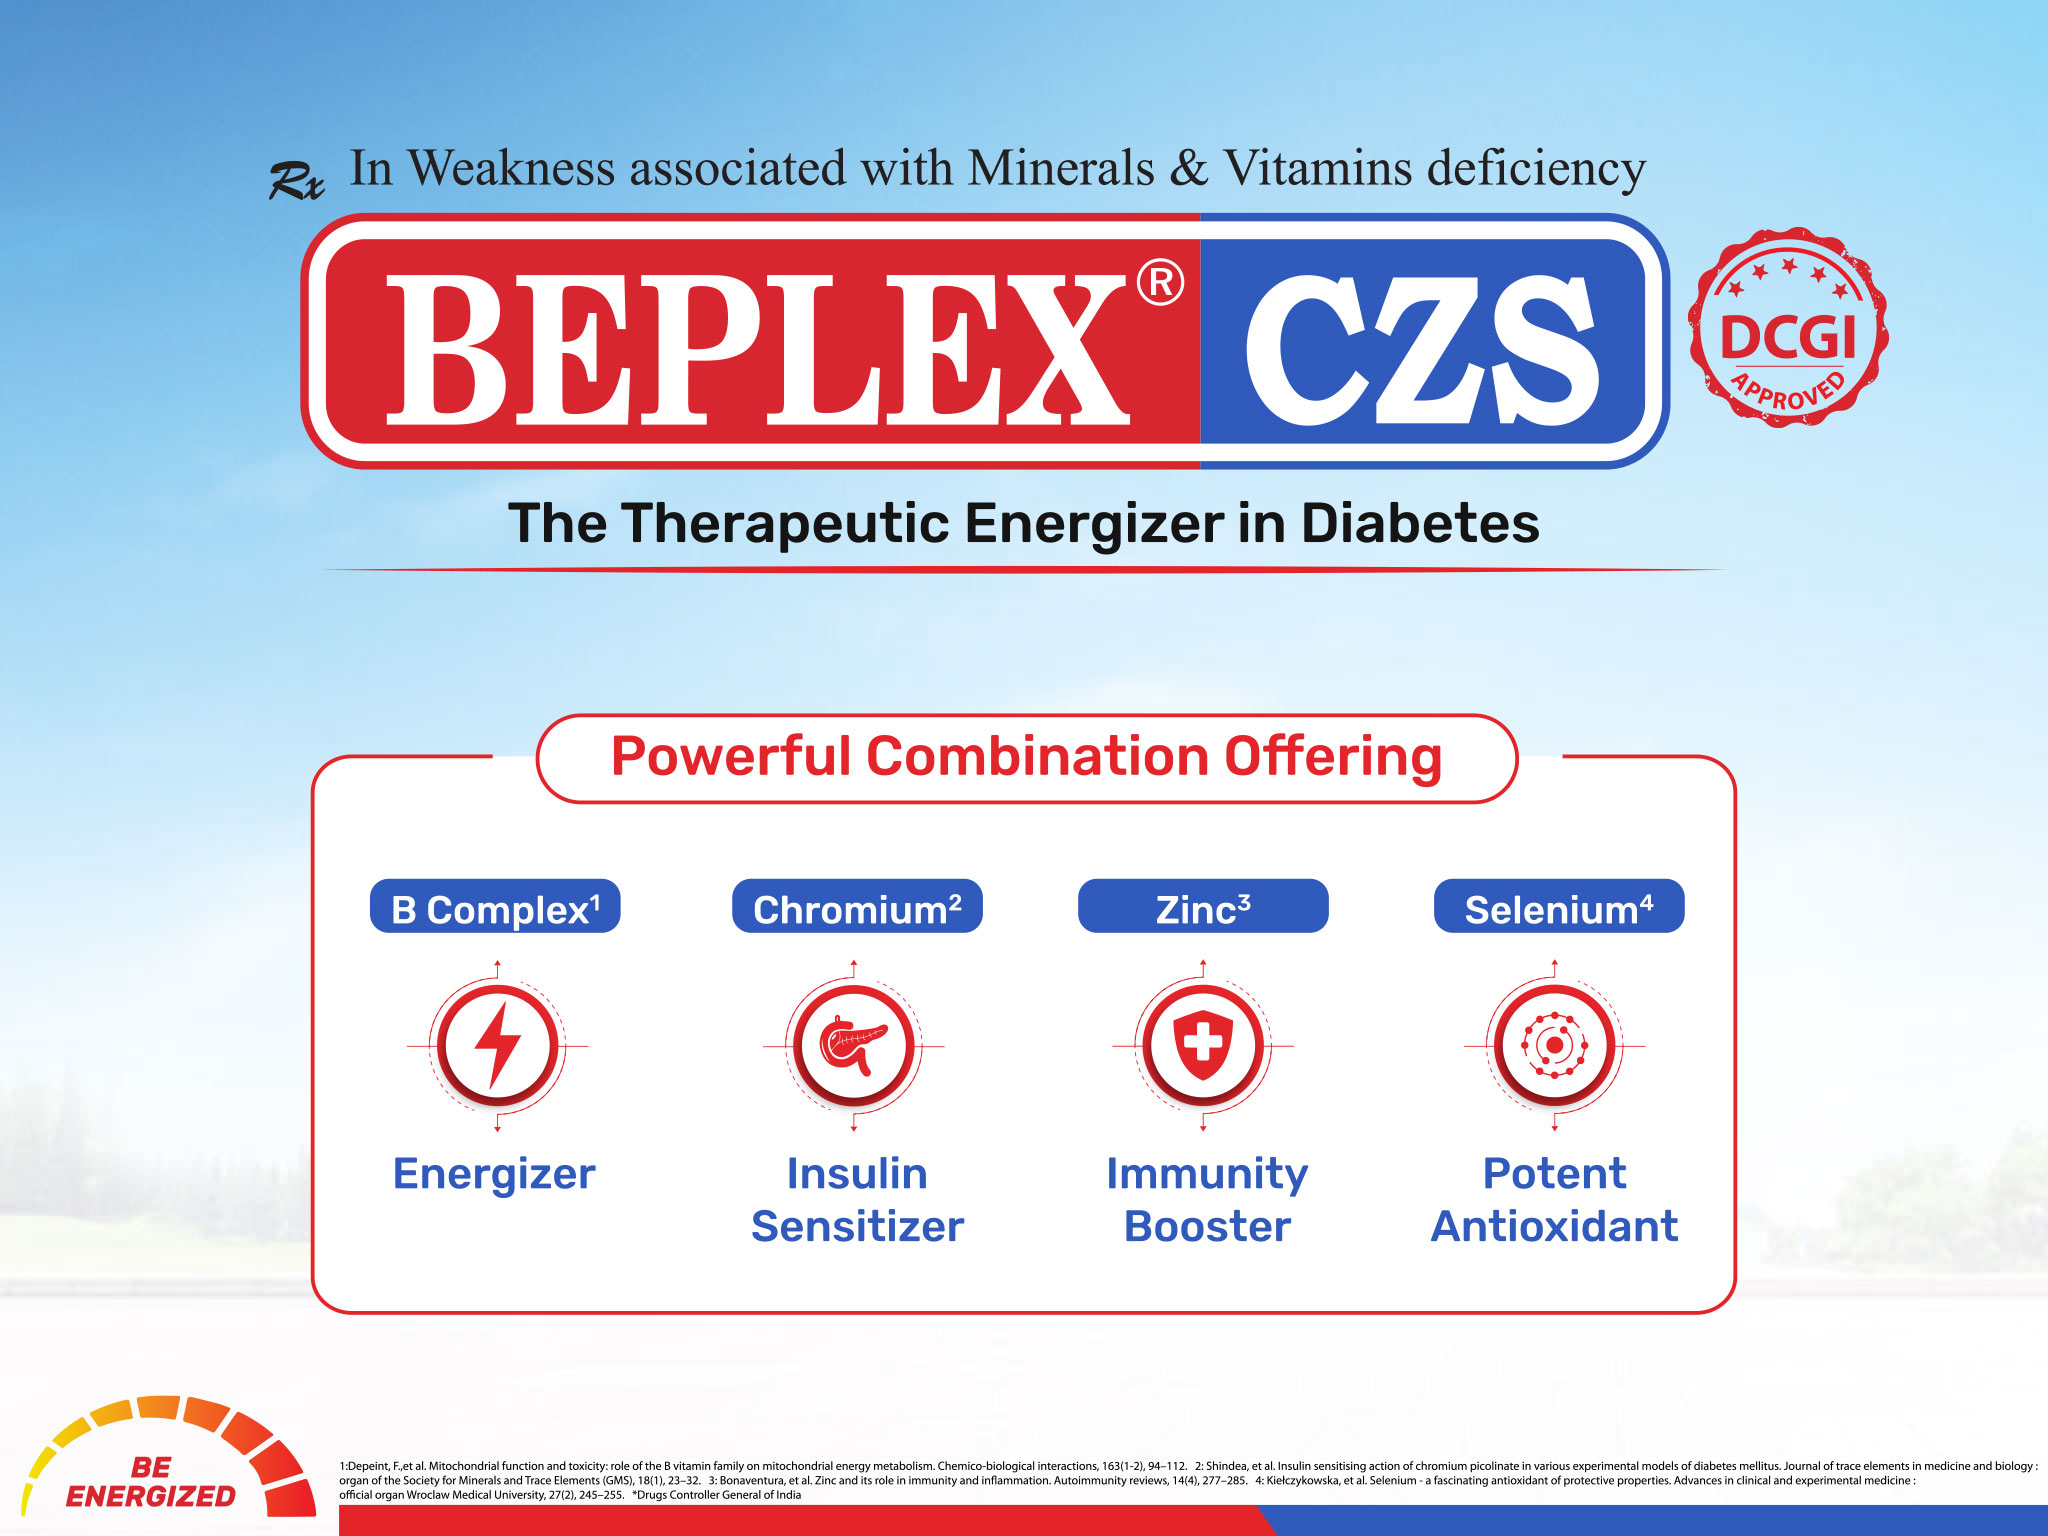 Rx In Weakness associated with Minerals & Vitamins deficiency
BEPLEX® CZS
DCGI
APPROVED
The Therapeutic Energizer in Diabetes
Powerful Combination Offering
B Complex¹ Chromium² Zinc³ Selenium⁴
Energizer Insulin Immunity Potent
Sensitizer Booster Antioxidant
BE
ENERGIZED
1:Depeint, F.,et al. Mitochondrial function and toxicity: role of the B vitamin family on mitochondrial energy metabolism. Chemico-biological interactions, 163(1-2), 94–112. 2: Shindea, et al. Insulin sensitising action of chromium picolinate in various experimental models of diabetes mellitus. Journal of trace elements in medicine and biology :
organ of the Society for Minerals and Trace Elements (GMS), 18(1), 23–32. 3: Bonaventura, et al. Zinc and its role in immunity and inflammation. Autoimmunity reviews, 14(4), 277–285. 4: Kiełczykowska, et al. Selenium - a fascinating antioxidant of protective properties. Advances in clinical and experimental medicine :
official organ Wroclaw Medical University, 27(2), 245–255. *Drugs Controller General of India